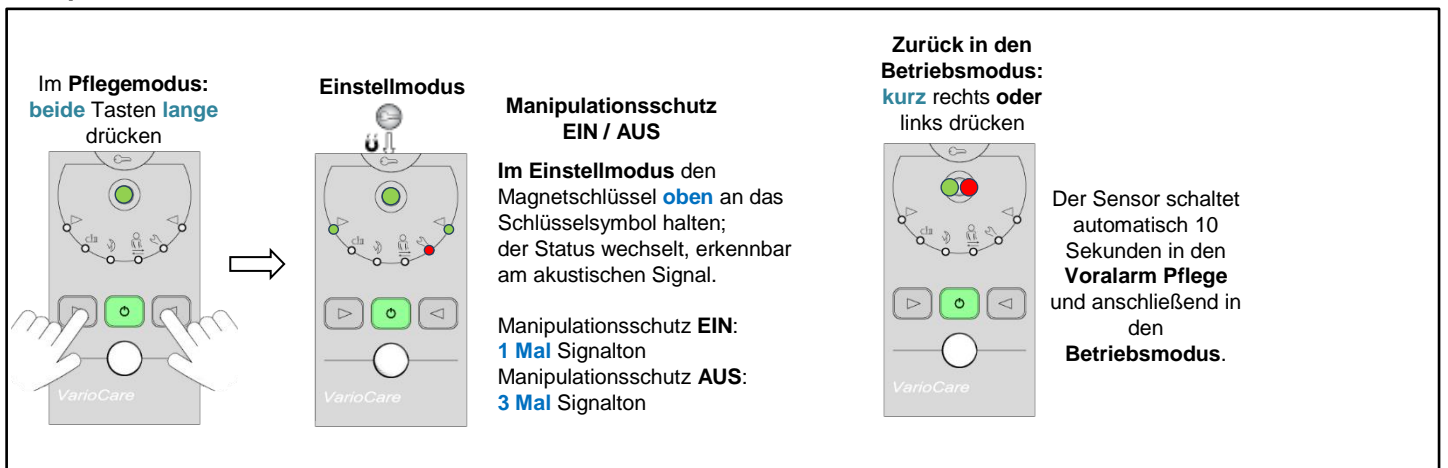 Im Pflegemodus:
beide Tasten lange
drücken
VarioCare
Einstellmodus
VarioCare
Manipulationsschutz
EIN / AUS
Im Einstellmodus den
Magnetschlüssel oben an das
Schlüsselsymbol halten;
der Status wechselt, erkennbar
am akustischen Signal.
Manipulationsschutz EIN:
1 Mal Signalton
Manipulationsschutz AUS:
3 Mal Signalton
Zurück in den
Betriebsmodus:
kurz rechts oder
links drücken
VarioCare
Der Sensor schaltet
automatisch 10
Sekunden in den
Voralarm Pflege
und anschließend in
den
Betriebsmodus.